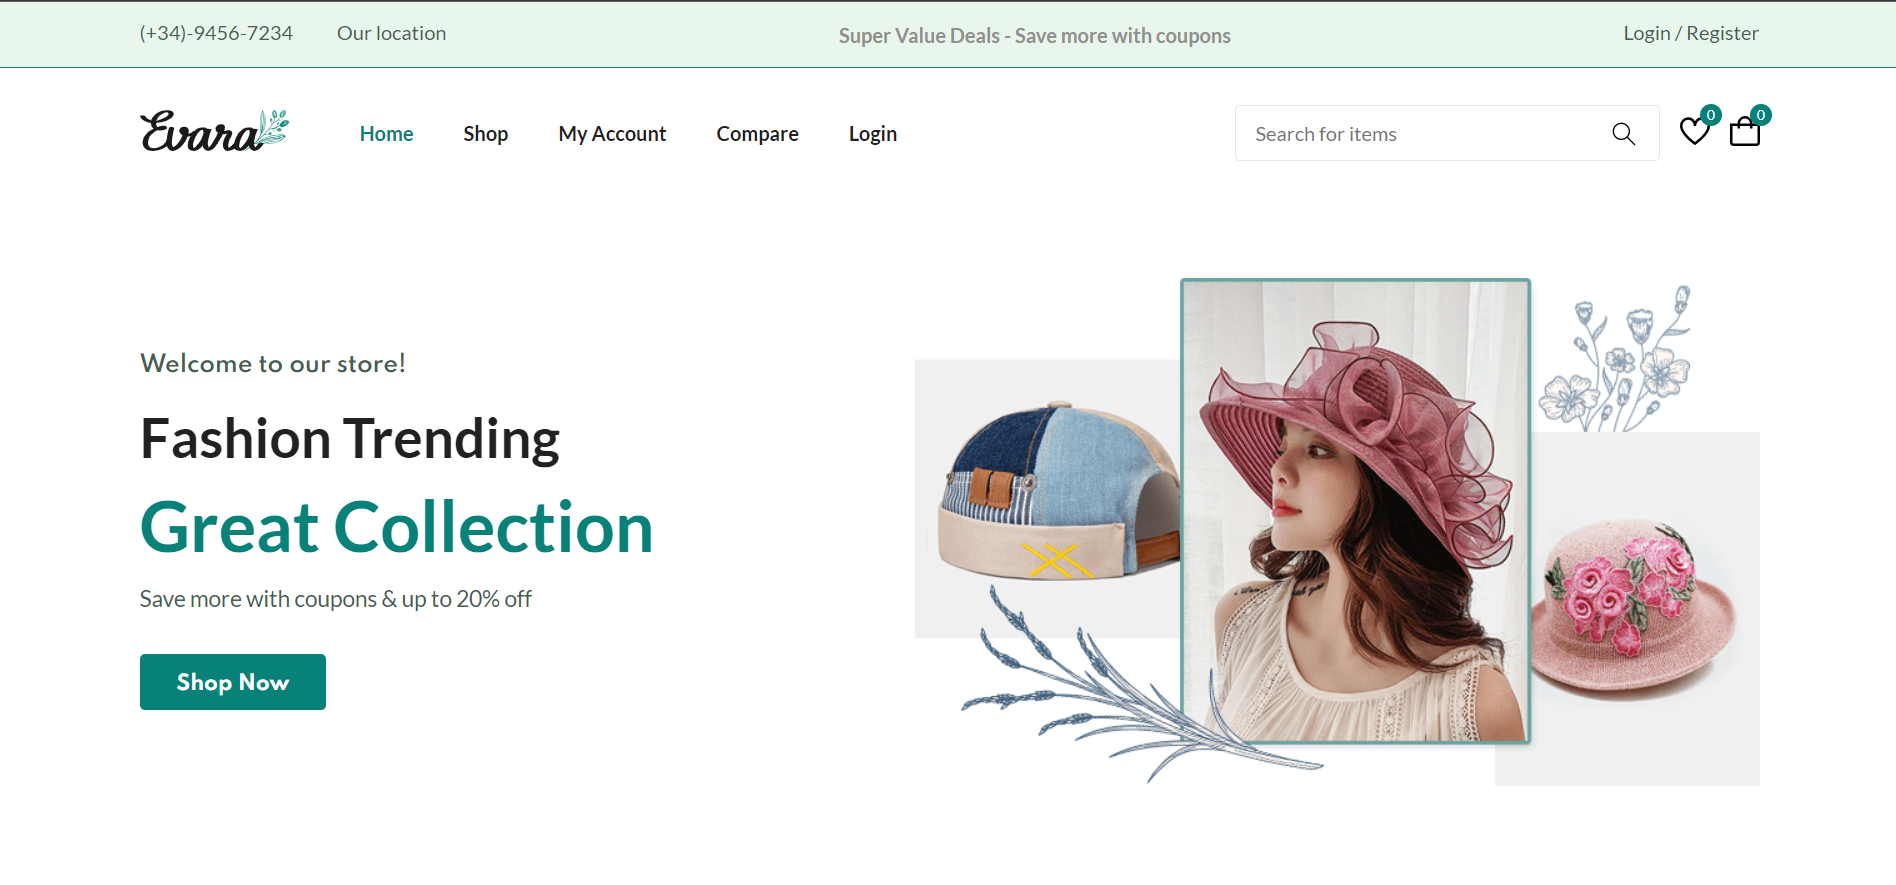 (+34)-9456-7234 Our location Super Value Deals - Save more with coupons Login / Register
Evara Home Shop My Account Compare Login Search for items 0 0
Welcome to our store!
Fashion Trending
Great Collection
Save more with coupons & up to 20% off
Shop Now